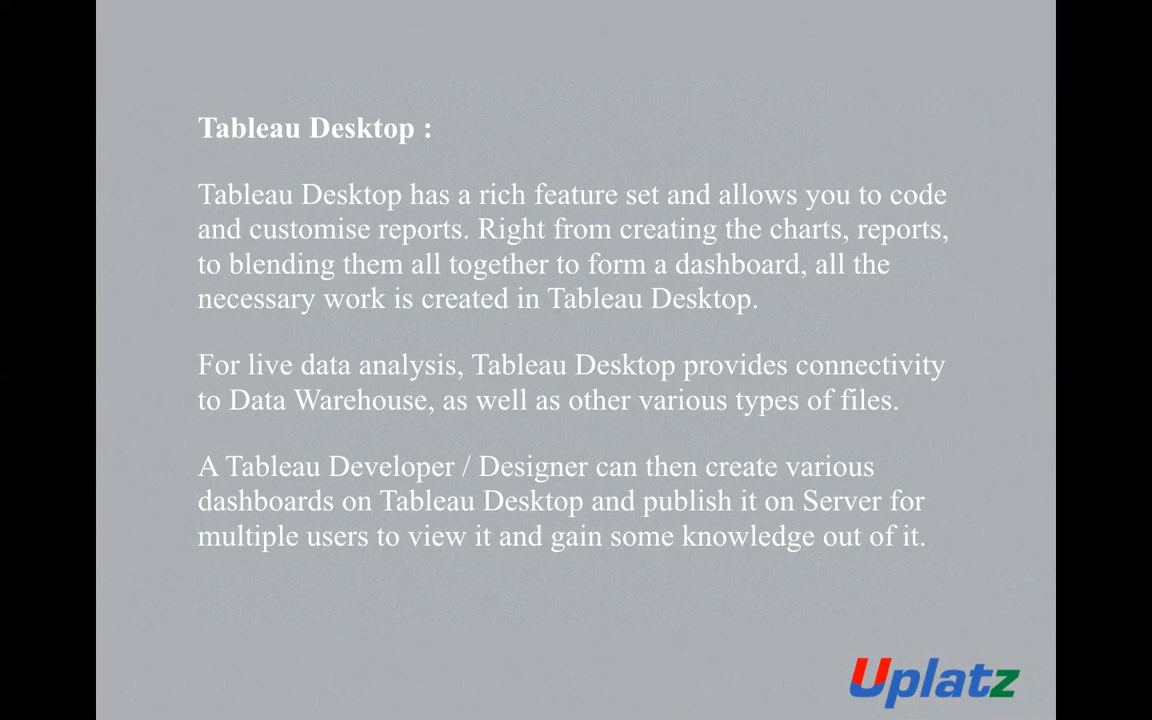 Tableau Desktop :
Tableau Desktop has a rich feature set and allows you to code
and customise reports. Right from creating the charts, reports,
to blending them all together to form a dashboard, all the
necessary work is created in Tableau Desktop.
For live data analysis, Tableau Desktop provides connectivity
to Data Warehouse, as well as other various types of files.
A Tableau Developer / Designer can then create various
dashboards on Tableau Desktop and publish it on Server for
multiple users to view it and gain some knowledge out of it.
Uplatz